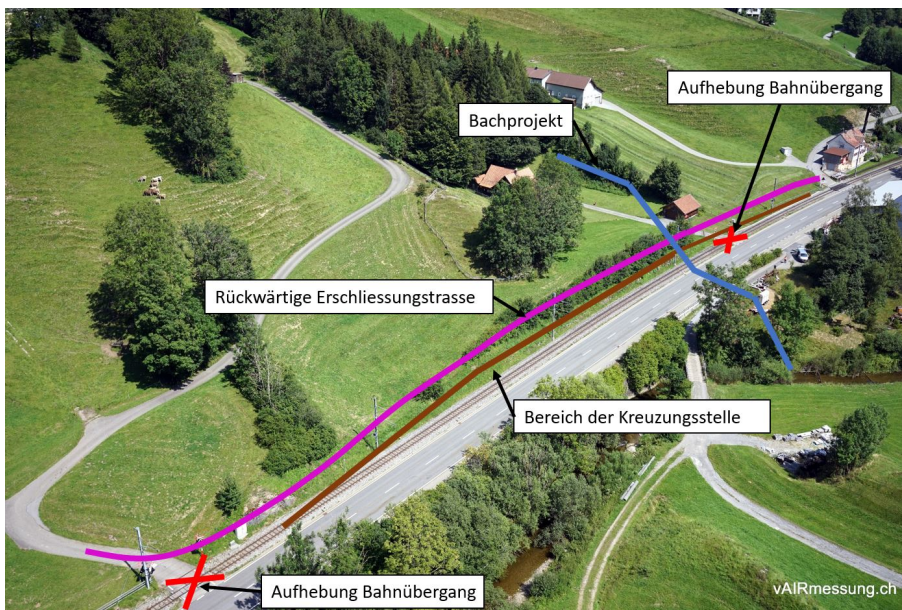 Aufhebung Bahnübergang
Bachprojekt
Rückwärtige Erschliessungstrasse
Bereich der Kreuzungsstelle
Aufhebung Bahnübergang
vAIRmessung.ch